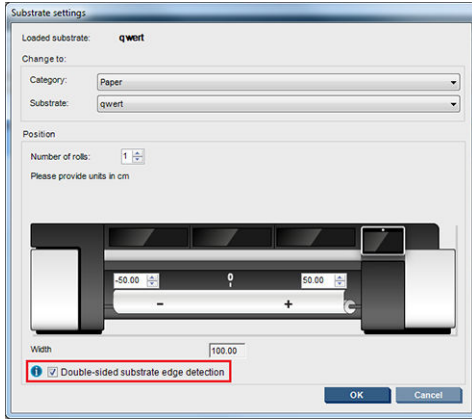 Substrate settings
Loaded substrate: qwert
Change to:
Category: Paper
Substrate: qwert
Position
Number of rolls: 1
Please provide units in cm
-50.00 0 50.00
- +
Width 100.00
Double-sided substrate edge detection
OK Cancel